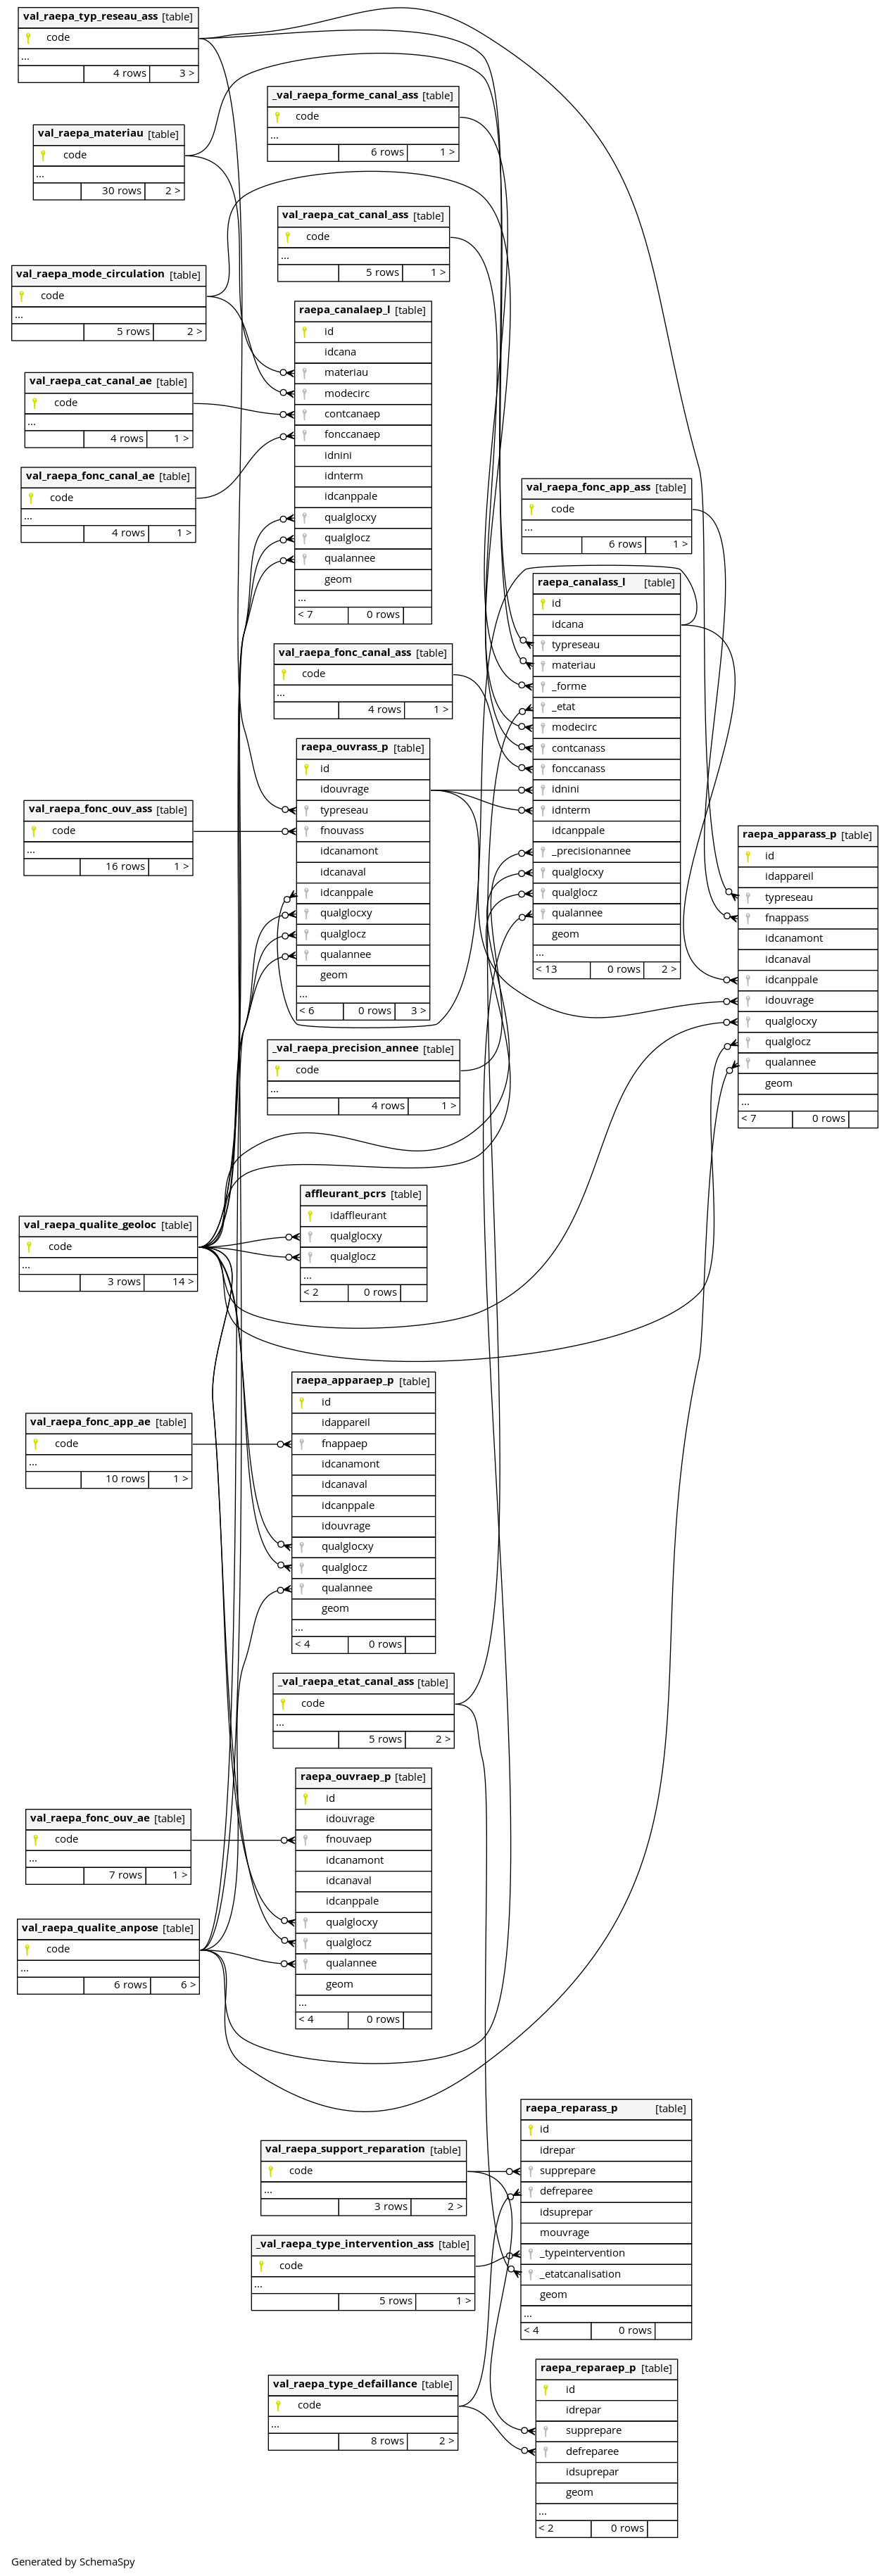 val_raepa_typ_reseau_ass [table]
code
...
4 rows 3 >
_val_raepa_forme_canal_ass [table]
code
...
6 rows 1 >
val_raepa_materiau [table]
code
...
30 rows 2 >
val_raepa_cat_canal_ass [table]
code
...
5 rows 1 >
val_raepa_mode_circulation [table]
code
...
5 rows 2 >
raepa_canalaep_l [table]
id
idcana
materiau
modecirc
contcanaep
fonccanaep
idnini
idnterm
idcanppale
qualglocxy
qualglocz
qualannee
geom
...
< 7 0 rows
val_raepa_cat_canal_ae [table]
code
...
4 rows 1 >
val_raepa_fonc_canal_ae [table]
code
...
4 rows 1 >
val_raepa_fonc_app_ass [table]
code
...
6 rows 1 >
raepa_canalass_l [table]
id
idcana
typreseau
materiau
_forme
_etat
modecirc
contcanass
fonccanass
idnini
idnterm
idcanppale
_precisionannee
qualglocxy
qualglocz
qualannee
geom
...
< 13 0 rows 2 >
val_raepa_fonc_canal_ass [table]
code
...
4 rows 1 >
raepa_ouvrass_p [table]
id
idouvrage
typreseau
fnouvass
idcanamont
idcanaval
idcanppale
qualglocxy
qualglocz
qualannee
geom
...
< 6 0 rows 3 >
val_raepa_fonc_ouv_ass [table]
code
...
16 rows 1 >
raepa_apparass_p [table]
id
idappareil
typreseau
fnappass
idcanamont
idcanaval
idcanppale
idouvrage
qualglocxy
qualglocz
qualannee
geom
...
< 7 0 rows
_val_raepa_precision_annee [table]
code
...
4 rows 1 >
affleurant_pcrs [table]
idaffleurant
qualglocxy
qualglocz
...
< 2 0 rows
val_raepa_qualite_geoloc [table]
code
...
3 rows 14 >
raepa_apparaep_p [table]
id
idappareil
fnappaep
idcanamont
idcanaval
idcanppale
idouvrage
qualglocxy
qualglocz
qualannee
geom
...
< 4 0 rows
val_raepa_fonc_app_ae [table]
code
...
10 rows 1 >
_val_raepa_etat_canal_ass [table]
code
...
5 rows 2 >
raepa_ouvraep_p [table]
id
idouvrage
fnouvaep
idcanamont
idcanaval
idcanppale
qualglocxy
qualglocz
qualannee
geom
...
< 4 0 rows
val_raepa_fonc_ouv_ae [table]
code
...
7 rows 1 >
val_raepa_qualite_anpose [table]
code
...
6 rows 6 >
raepa_reparass_p [table]
id
idrepar
supprepare
defreparee
idsuprepar
mouvrage
_typeintervention
_etatcanalisation
geom
...
< 4 0 rows
val_raepa_support_reparation [table]
code
...
3 rows 2 >
_val_raepa_type_intervention_ass [table]
code
...
5 rows 1 >
raepa_reparaep_p [table]
id
idrepar
supprepare
defreparee
idsuprepar
geom
...
< 2 0 rows
val_raepa_type_defaillance [table]
code
...
8 rows 2 >
Generated by SchemaSpy